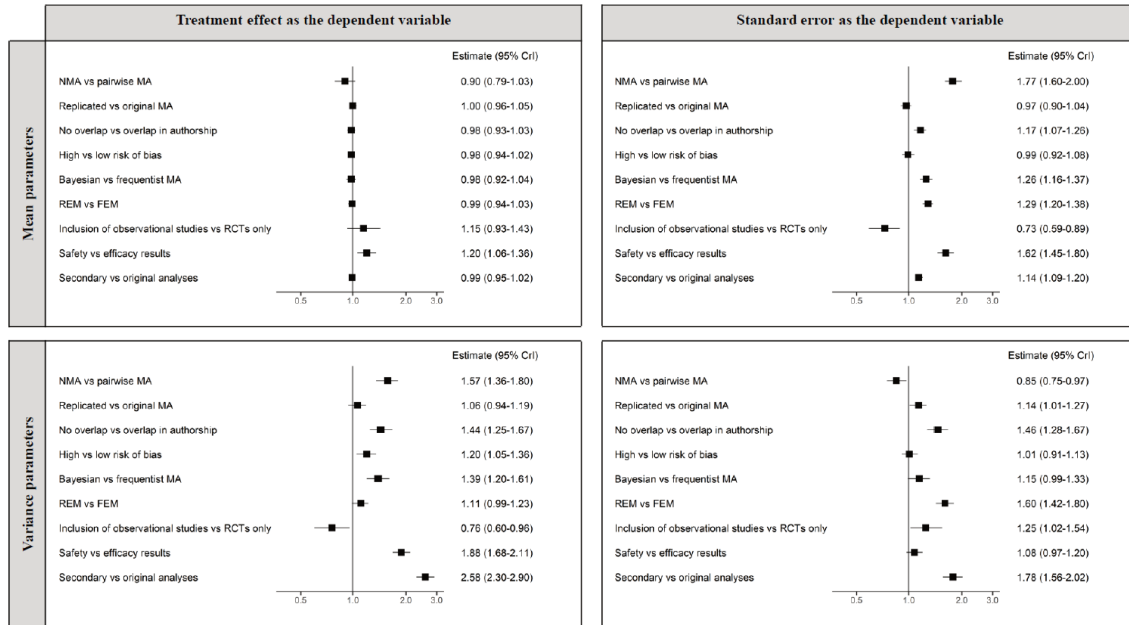 Treatment effect as the dependent variable
Standard error as the dependent variable
Mean parameters
Estimate (95% CrI)
NMA vs pairwise MA 0.90 (0.79-1.03)
Replicated vs original MA 1.00 (0.96-1.05)
No overlap vs overlap in authorship 0.98 (0.93-1.03)
High vs low risk of bias 0.98 (0.94-1.02)
Bayesian vs frequentist MA 0.98 (0.92-1.04)
REM vs FEM 0.99 (0.94-1.03)
Inclusion of observational studies vs RCTs only 1.15 (0.93-1.43)
Safety vs efficacy results 1.20 (1.06-1.36)
Secondary vs original analyses 0.99 (0.95-1.02)
0.5 1.0 2.0 3.0
Estimate (95% CrI)
NMA vs pairwise MA 1.77 (1.60-2.00)
Replicated vs original MA 0.97 (0.90-1.04)
No overlap vs overlap in authorship 1.17 (1.07-1.26)
High vs low risk of bias 0.99 (0.92-1.08)
Bayesian vs frequentist MA 1.26 (1.16-1.37)
REM vs FEM 1.29 (1.20-1.38)
Inclusion of observational studies vs RCTs only 0.73 (0.59-0.89)
Safety vs efficacy results 1.62 (1.45-1.80)
Secondary vs original analyses 1.14 (1.09-1.20)
0.5 1.0 2.0 3.0
Variance parameters
Estimate (95% CrI)
NMA vs pairwise MA 1.57 (1.36-1.80)
Replicated vs original MA 1.06 (0.94-1.19)
No overlap vs overlap in authorship 1.44 (1.25-1.67)
High vs low risk of bias 1.20 (1.05-1.36)
Bayesian vs frequentist MA 1.39 (1.20-1.61)
REM vs FEM 1.11 (0.99-1.23)
Inclusion of observational studies vs RCTs only 0.76 (0.60-0.96)
Safety vs efficacy results 1.88 (1.68-2.11)
Secondary vs original analyses 2.58 (2.30-2.90)
0.5 1.0 2.0 3.0
Estimate (95% CrI)
NMA vs pairwise MA 0.85 (0.75-0.97)
Replicated vs original MA 1.14 (1.01-1.27)
No overlap vs overlap in authorship 1.46 (1.28-1.67)
High vs low risk of bias 1.01 (0.91-1.13)
Bayesian vs frequentist MA 1.15 (0.99-1.33)
REM vs FEM 1.60 (1.42-1.80)
Inclusion of observational studies vs RCTs only 1.25 (1.02-1.54)
Safety vs efficacy results 1.08 (0.97-1.20)
Secondary vs original analyses 1.78 (1.56-2.02)
0.5 1.0 2.0 3.0